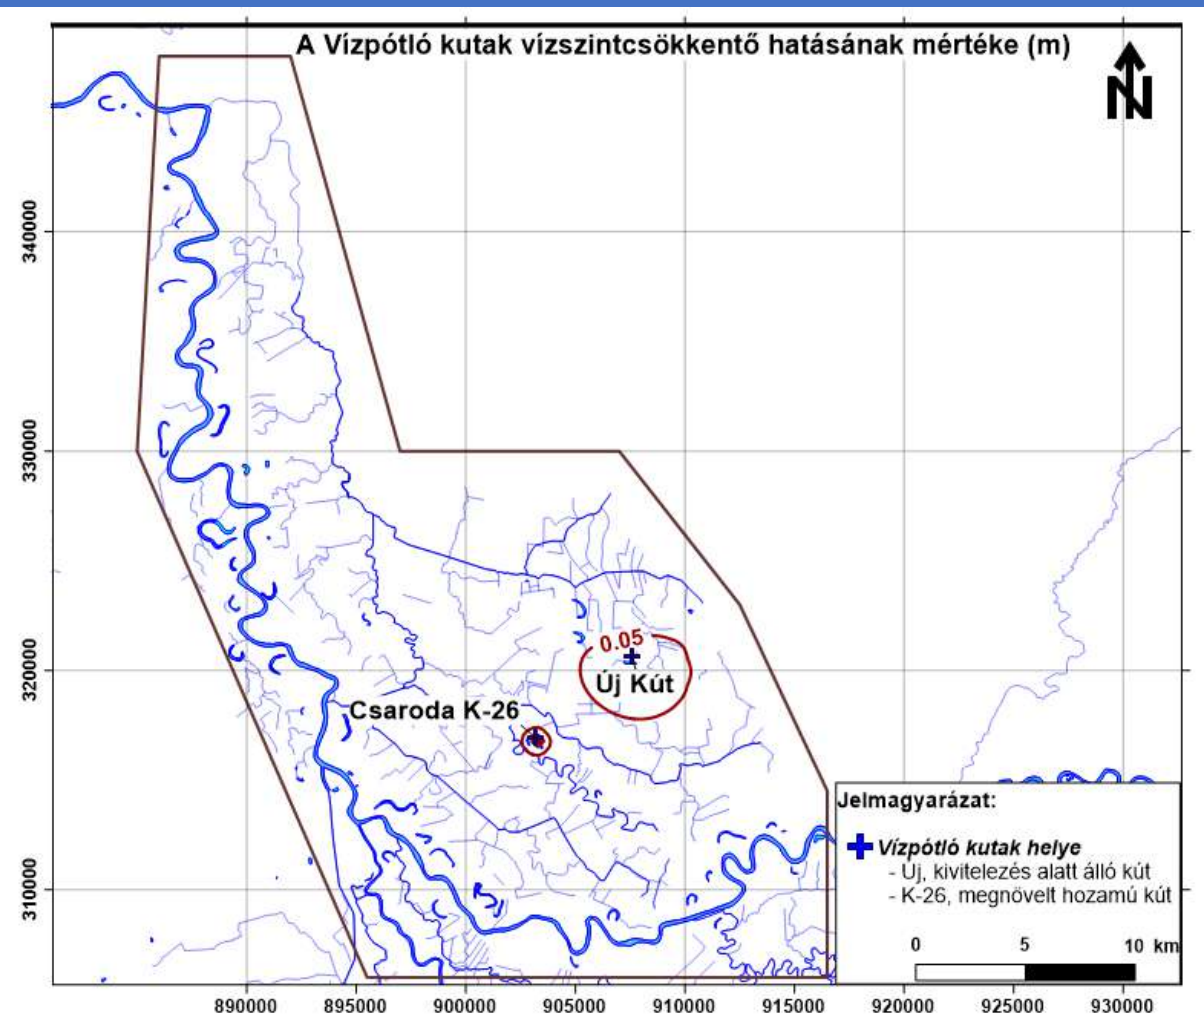 A Vízpótló kutak vízszintcsökkentő hatásának mértéke (m)
N
340000
330000
320000
310000
0.05
Új Kút
Csaroda K-26
Jelmagyarázat:
Vízpótló kutak helye
- Új, kivitelezés alatt álló kút
- K-26, megnövelt hozamú kút
0 5 10 km
890000 895000 900000 905000 910000 915000 920000 925000 930000